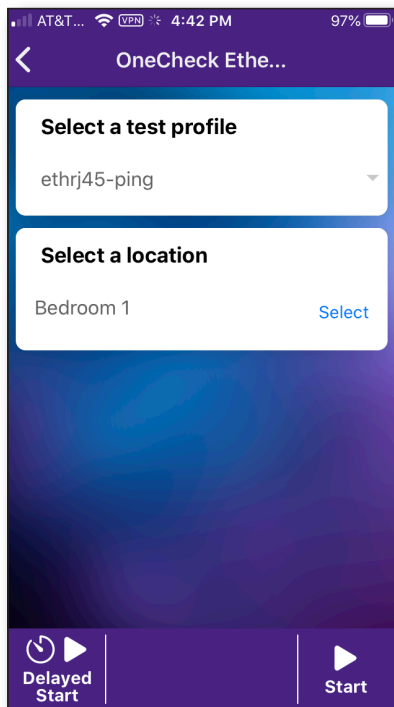 AT&T... VPN 4:42 PM 97%
OneCheck Ethe...
Select a test profile
ethrj45-ping
Select a location
Bedroom 1 Select
Delayed
Start
Start